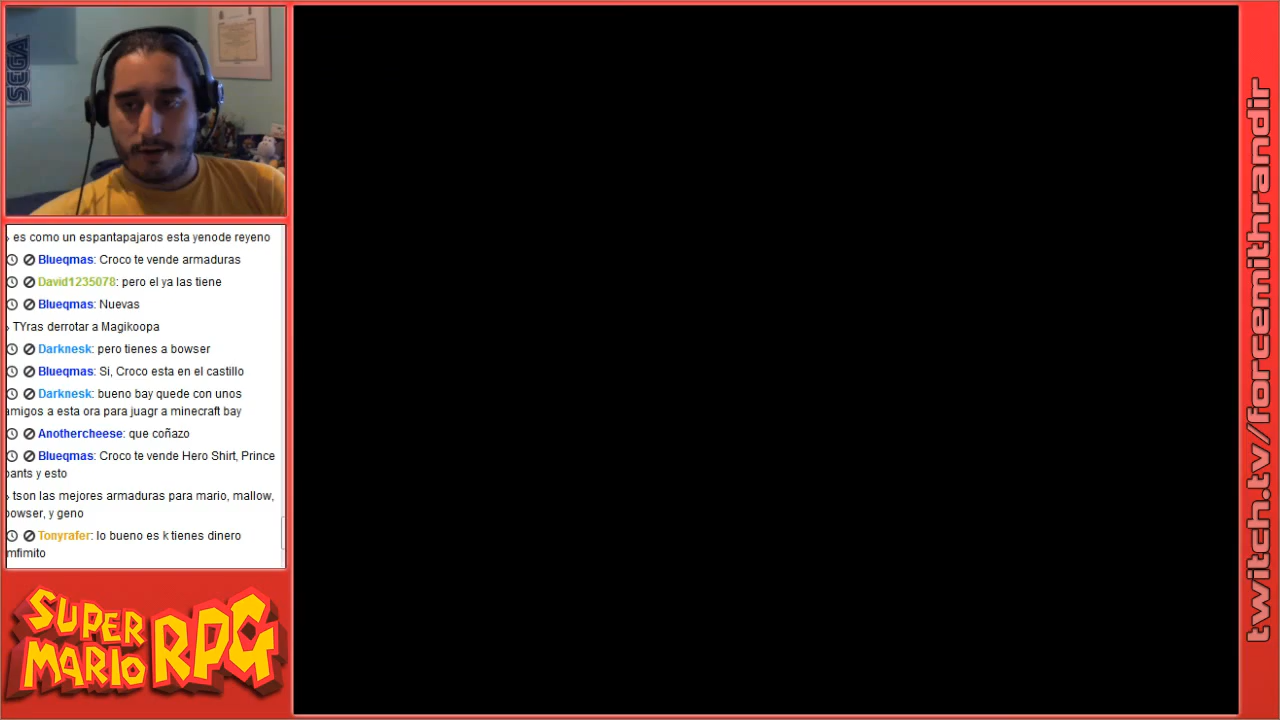 SEGA
es como un espantapajaros esta yenode reyeno
Blueqmas: Croco te vende armaduras
David1235078: pero el ya las tiene
Blueqmas: Nuevas
TYras derrotar a Magikoopa
Darknesk: pero tienes a bowser
Blueqmas: Si, Croco esta en el castillo
Darknesk: bueno bay quede con unos
amigos a esta ora para juagr a minecraft bay
Anothercheese: que coñazo
Blueqmas: Croco te vende Hero Shirt, Prince
pants y esto
tson las mejores armaduras para mario, mallow,
bowser, y geno
Tonyrafer: lo bueno es k tienes dinero
imfimito
SUPER
MARIO RPG
twitch.tv/forcemithrandir